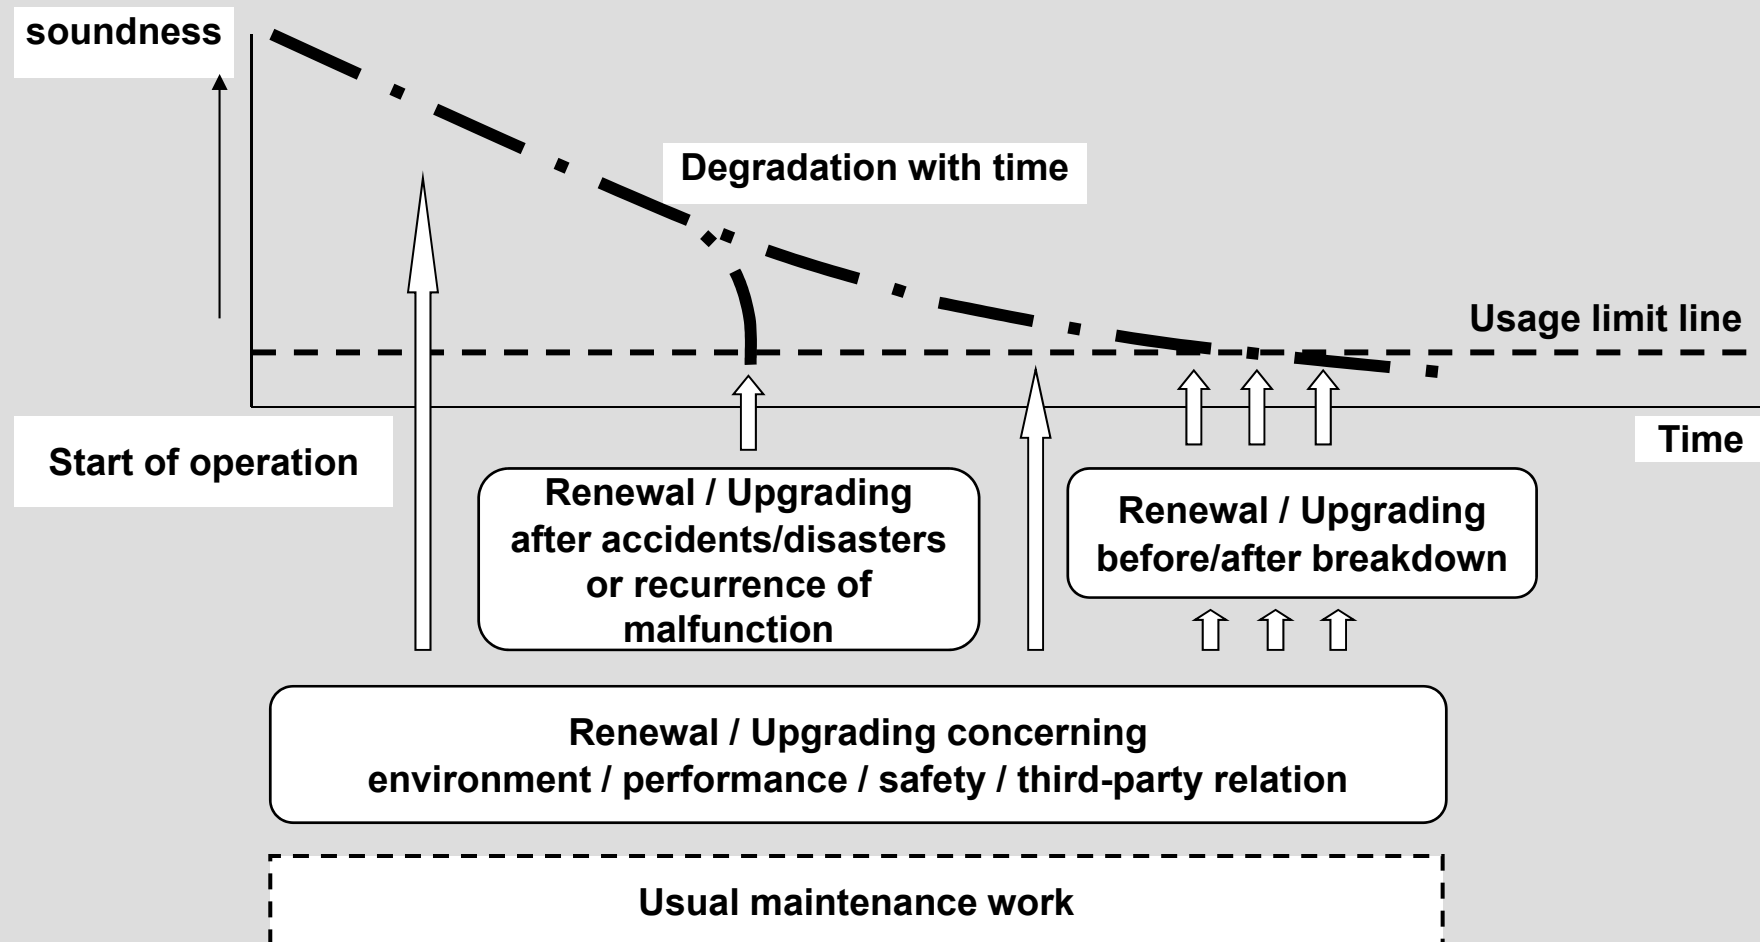 soundness
Degradation with time
Usage limit line
Time
Start of operation
Renewal / Upgrading
after accidents/disasters
or recurrence of
malfunction
Renewal / Upgrading
before/after breakdown
Renewal / Upgrading concerning
environment / performance / safety / third-party relation
Usual maintenance work